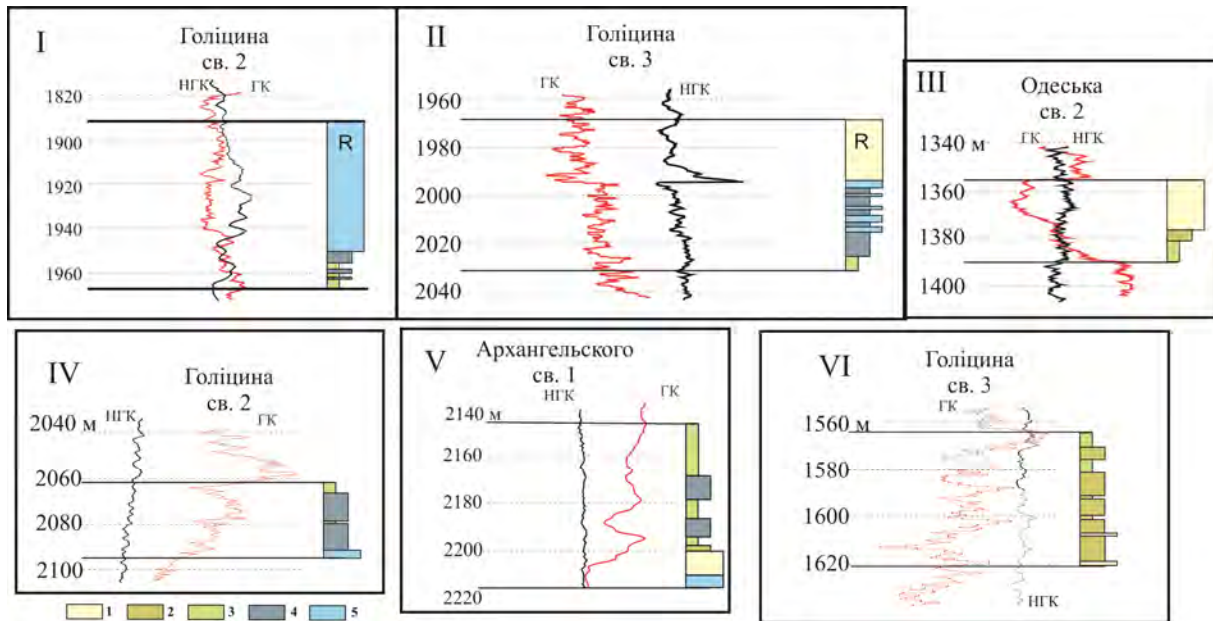 I
Голіцина
св. 2
НГК
ГК
1820
1900
1920
1940
1960
R
II
Голіцина
св. 3
ГК
НГК
1960
1980
2000
2020
2040
R
III
Одеська
св. 2
ГК
НГК
1340 м
1360
1380
1400
IV
Голіцина
св. 2
НГК
ГК
2040 м
2060
2080
2100
V
Архангельского
св. 1
НГК
ГК
2140 м
2160
2180
2200
2220
VI
Голіцина
св. 3
ГК
1560 м
1580
1600
1620
НГК
1 2 3 4 5